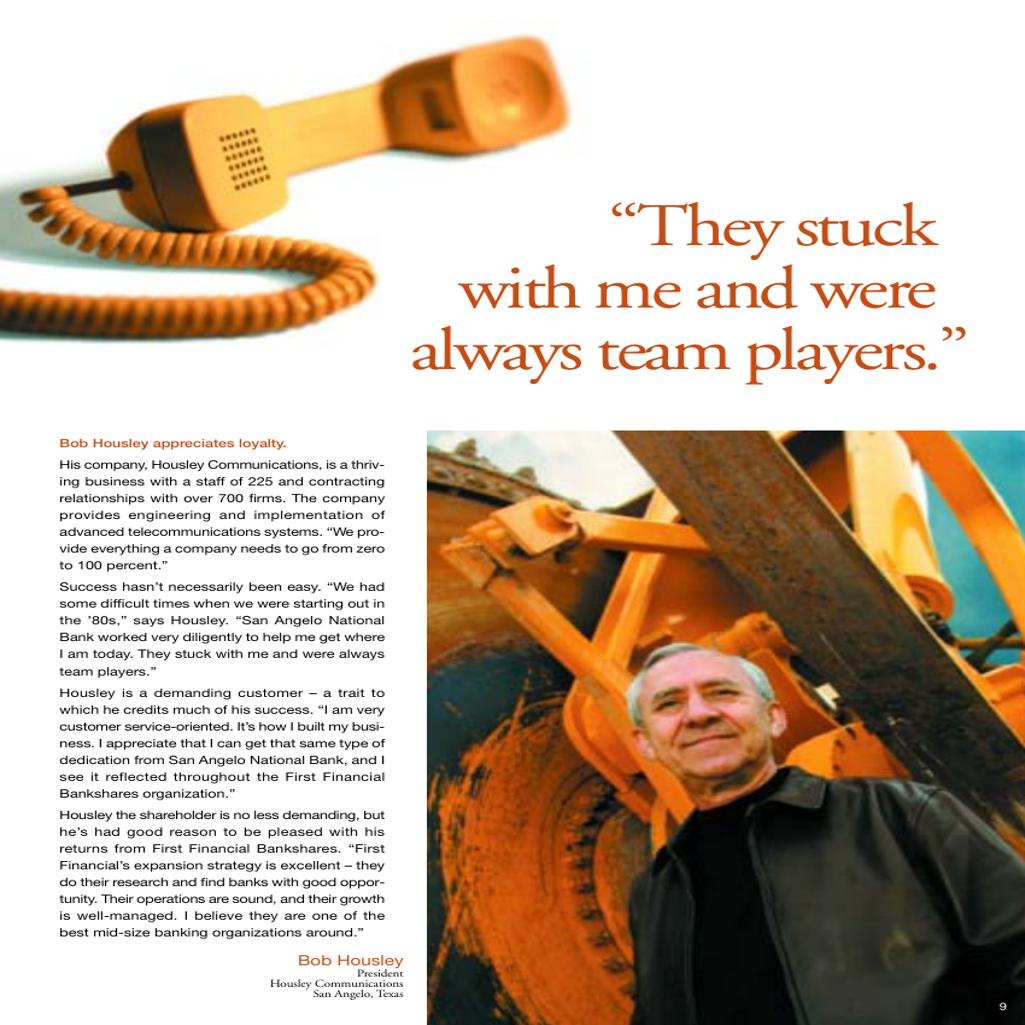 “They stuck
with me and were
always team players.”
Bob Housley appreciates loyalty.
His company, Housley Communications, is a thriv-
ing business with a staff of 225 and contracting
relationships with over 700 firms. The company
provides engineering and implementation of
advanced telecommunications systems. “We pro-
vide everything a company needs to go from zero
to 100 percent.”
Success hasn’t necessarily been easy. “We had
some difficult times when we were starting out in
the ’80s,” says Housley. “San Angelo National
Bank worked very diligently to help me get where
I am today. They stuck with me and were always
team players.”
Housley is a demanding customer – a trait to
which he credits much of his success. “I am very
customer service-oriented. It’s how I built my busi-
ness. I appreciate that I can get that same type of
dedication from San Angelo National Bank, and I
see it reflected throughout the First Financial
Bankshares organization.”
Housley the shareholder is no less demanding, but
he’s had good reason to be pleased with his
returns from First Financial Bankshares. “First
Financial’s expansion strategy is excellent – they
do their research and find banks with good oppor-
tunity. Their operations are sound, and their growth
is well-managed. I believe they are one of the
best mid-size banking organizations around.”
Bob Housley
President
Housley Communications
San Angelo, Texas
9